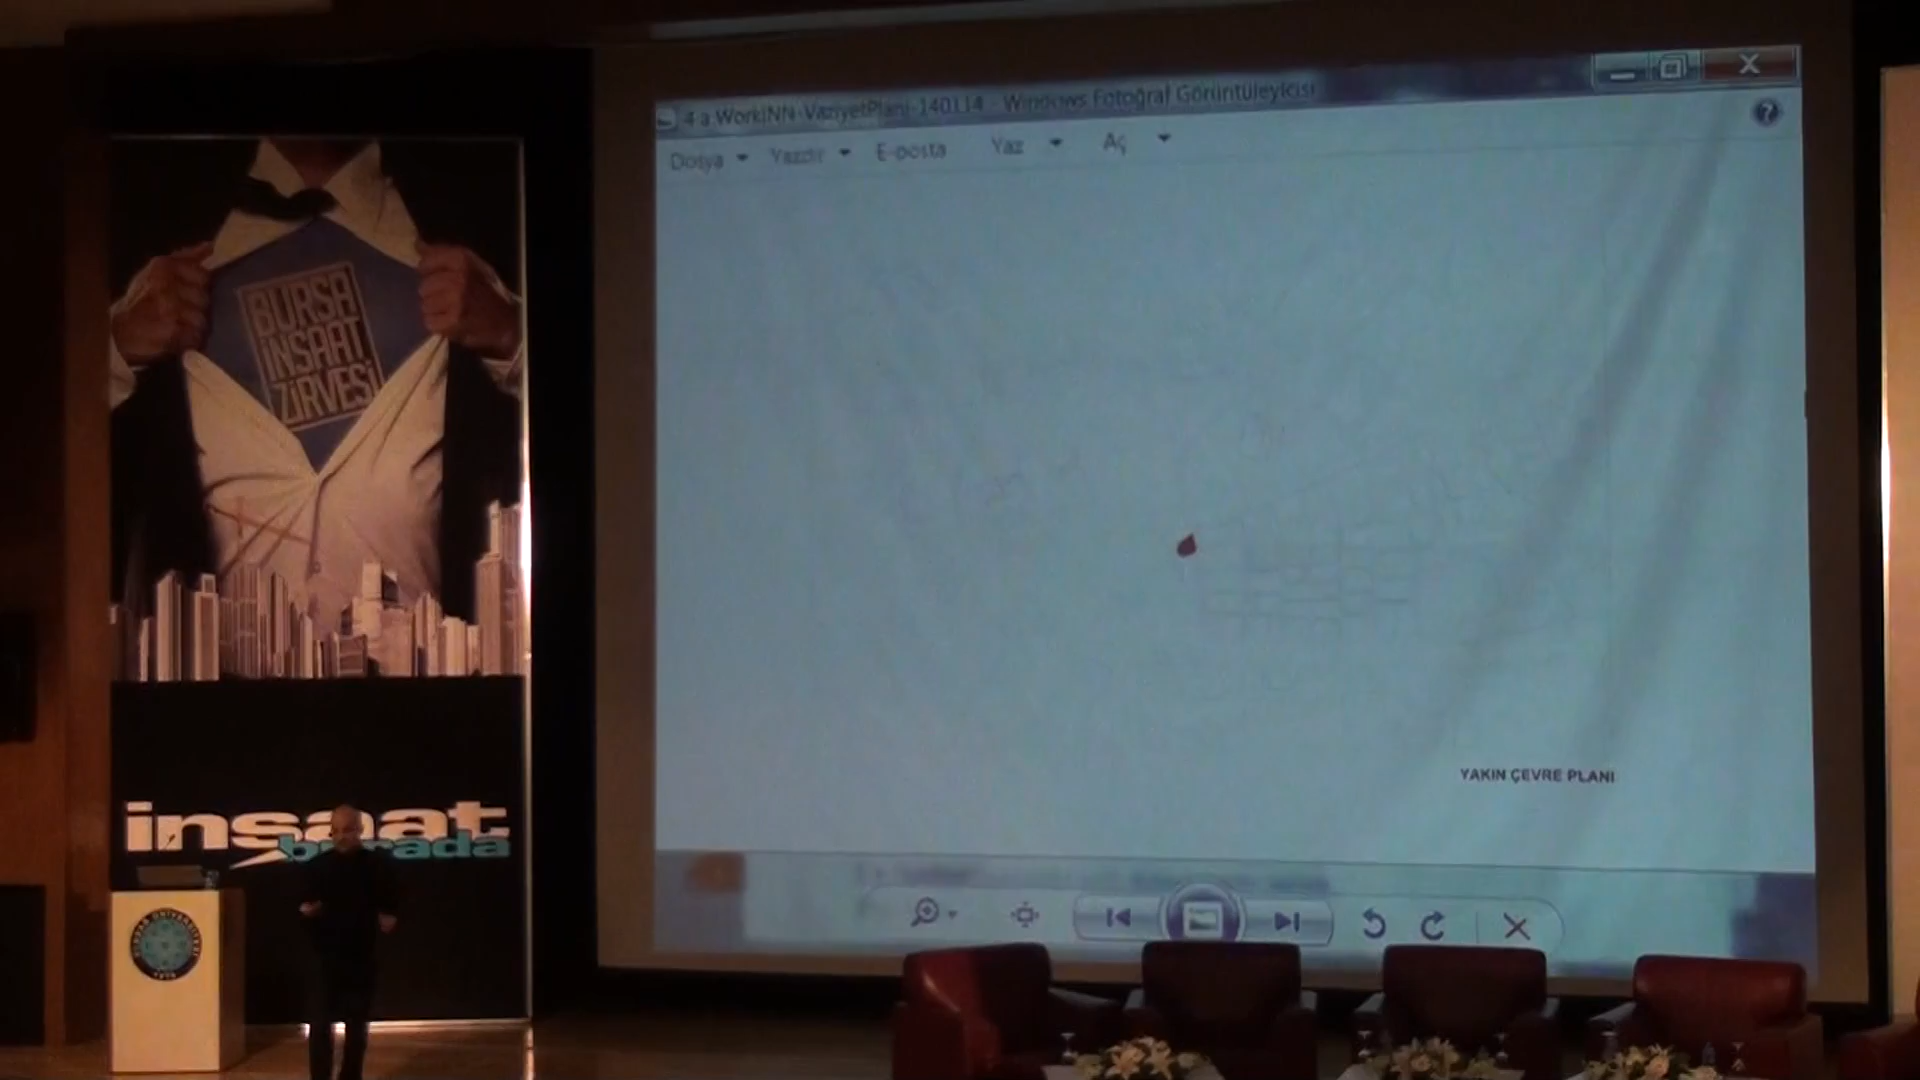 4-a WorkINN-VaziyetPlani-140114 - Windows Fotoğraf Görüntüleyicisi
Dosya Yazdır E-posta Yaz Aç
BURSA
İNŞAAT
ZİRVESİ
YAKIN ÇEVRE PLANI
inşaat
burada